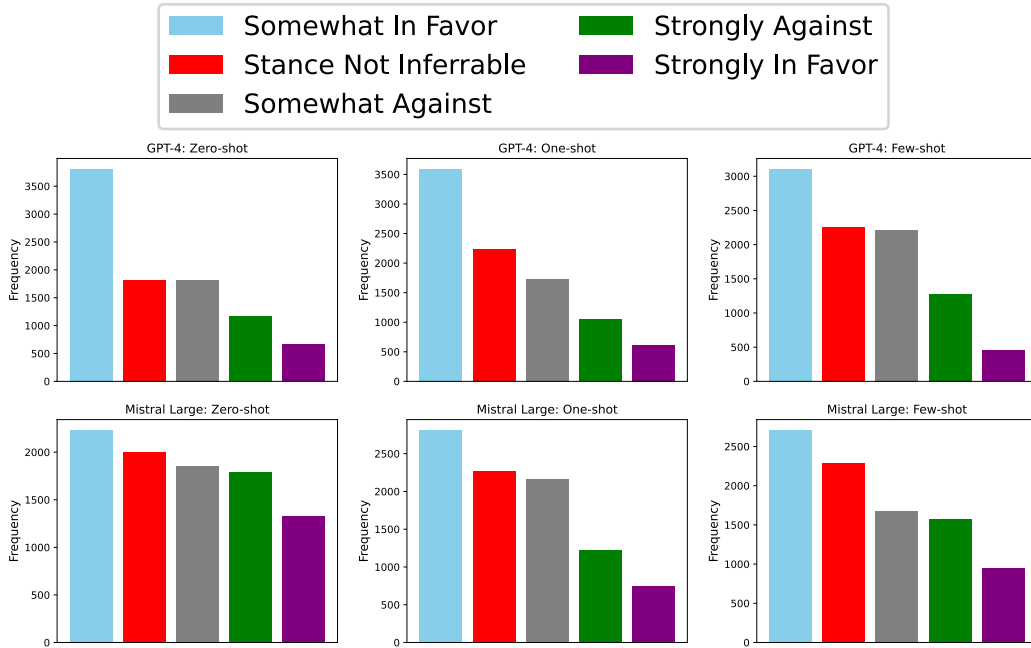 Somewhat In Favor
Stance Not Inferrable
Somewhat Against
Strongly Against
Strongly In Favor
GPT-4: Zero-shot
Frequency
3500
3000
2500
2000
1500
1000
500
0
GPT-4: One-shot
Frequency
3500
3000
2500
2000
1500
1000
500
0
GPT-4: Few-shot
Frequency
3000
2500
2000
1500
1000
500
0
Mistral Large: Zero-shot
Frequency
2000
1500
1000
500
0
Mistral Large: One-shot
Frequency
2500
2000
1500
1000
500
0
Mistral Large: Few-shot
Frequency
2500
2000
1500
1000
500
0